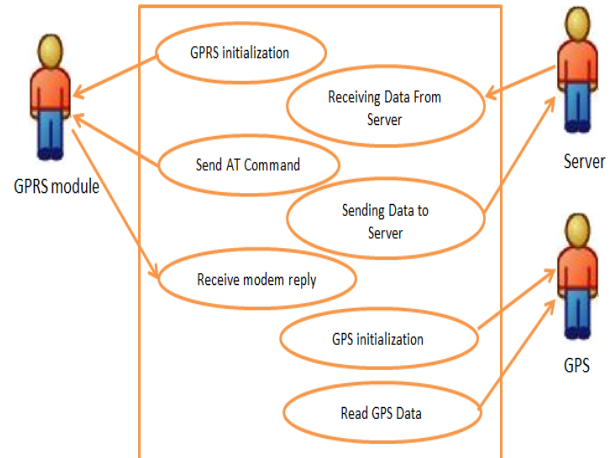 GPRS initialization
Receiving Data From
Server
Send AT Command
GPRS module
Server
Sending Data to
Server
Receive modem reply
GPS initialization
GPS
Read GPS Data